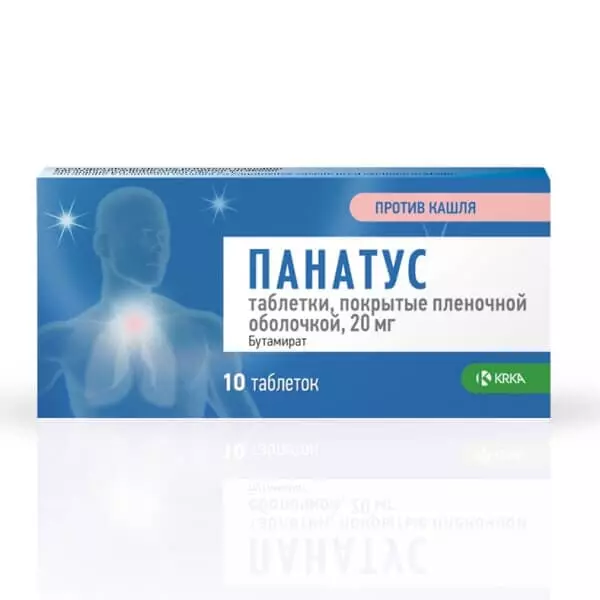 ПРОТИВ КАШЛЯ
ПАНАТУС
таблетки, покрытые пленочной
оболочкой, 20 мг
Бутамират
10 таблеток
KRKA